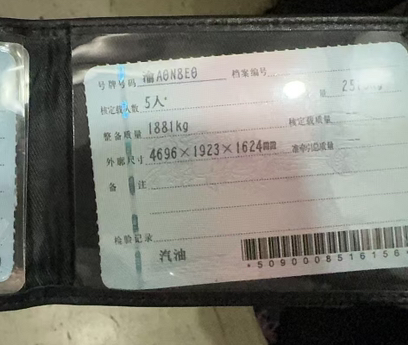 号牌号码 渝A0N8E0 档案编号
核定载人数 5人 量
整备质量 1881kg 核定载质量
外廓尺寸 4696×1923×1624mm 准牵引总质量
备 注
检验记录
汽油
*5090008516156*